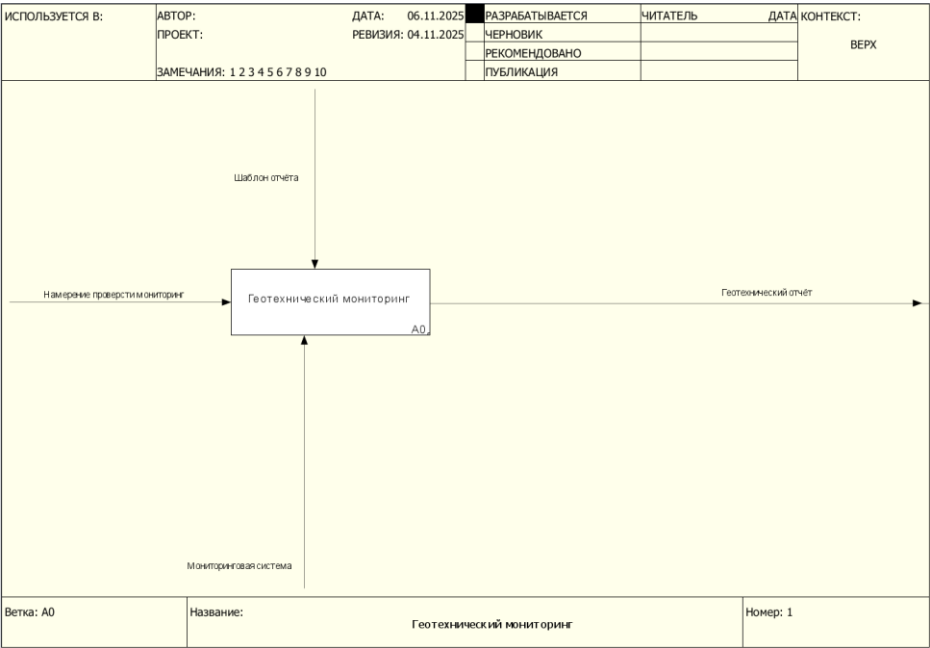 ИСПОЛЬЗУЕТСЯ В:
АВТОР:
ДАТА: 06.11.2025
ПРОЕКТ:
РЕВИЗИЯ: 04.11.2025
ЗАМЕЧАНИЯ: 1 2 3 4 5 6 7 8 9 10
РАЗРАБАТЫВАЕТСЯ
ЧЕРНОВИК
РЕКОМЕНДОВАНО
ПУБЛИКАЦИЯ
ЧИТАТЕЛЬ
ДАТА
КОНТЕКСТ:
ВЕРХ
Шаблон отчёта
Намерение проверсти мониторинг
Геотехнический мониторинг
A0
Геотехнический отчёт
Мониторинговая система
Ветка: A0
Название:
Геотехнический мониторинг
Номер: 1